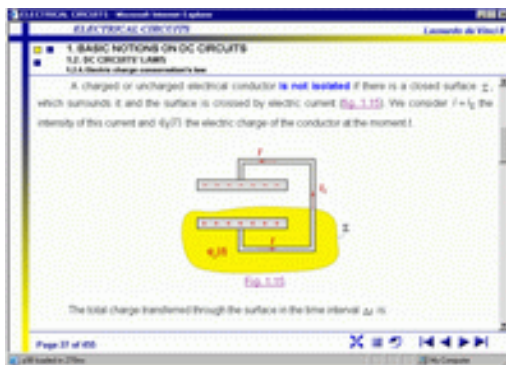 ELECTRICAL CIRCUITS - Microsoft Internet Explorer
ELECTRICAL CIRCUITS Leonardo da Vinci
1. BASIC NOTIONS ON DC CIRCUITS
1.2. DC CIRCUITS' LAWS
1.2.4. Electric charge conservation's law
A charged or uncharged electrical conductor is not isolated if there is a closed surface Σ,
which surrounds it and the surface is crossed by electric current (fig. 1.15). We consider the
intensity of this current and the electric charge of the conductor at the moment t.
Σ
Fig. 1.15
The total charge transferred through the surface in the time interval Δt is:
Page 37 of 455
My Computer